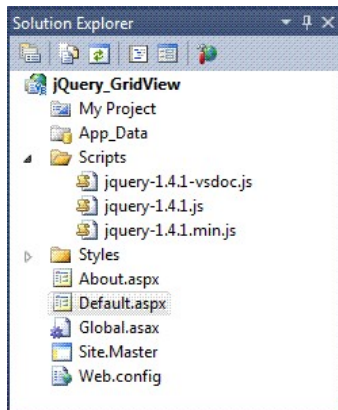 Solution Explorer
jQuery_GridView
My Project
App_Data
Scripts
jquery-1.4.1-vsdoc.js
jquery-1.4.1.js
jquery-1.4.1.min.js
Styles
About.aspx
Default.aspx
Global.asax
Site.Master
Web.config